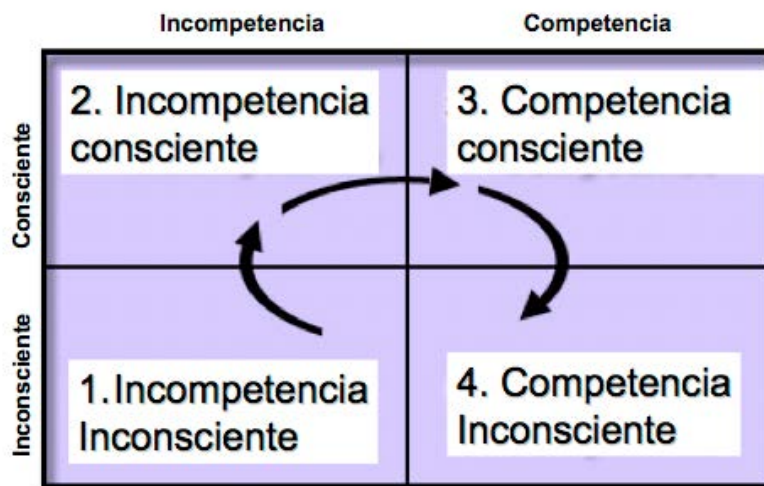 Incompetencia
Competencia
Consciente
2. Incompetencia
consciente
3. Competencia
consciente
Inconsciente
1.Incompetencia
Inconsciente
4. Competencia
Inconsciente